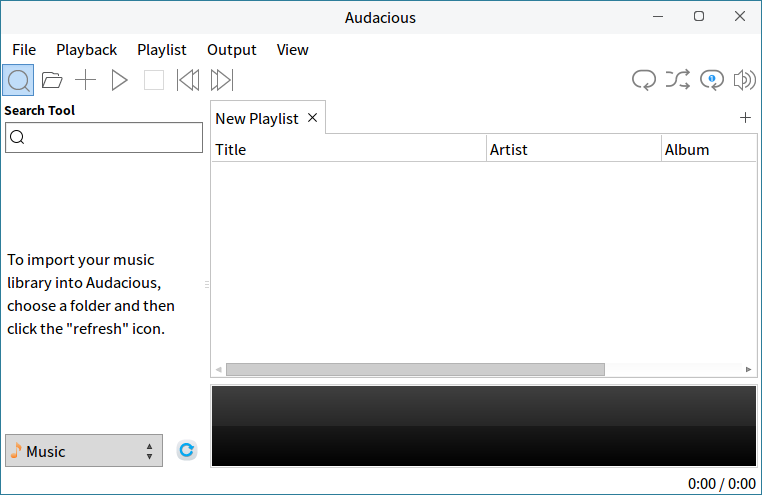 Audacious
File Playback Playlist Output View
Search Tool
New Playlist
Title Artist Album
To import your music
library into Audacious,
choose a folder and then
click the "refresh" icon.
Music
0:00 / 0:00